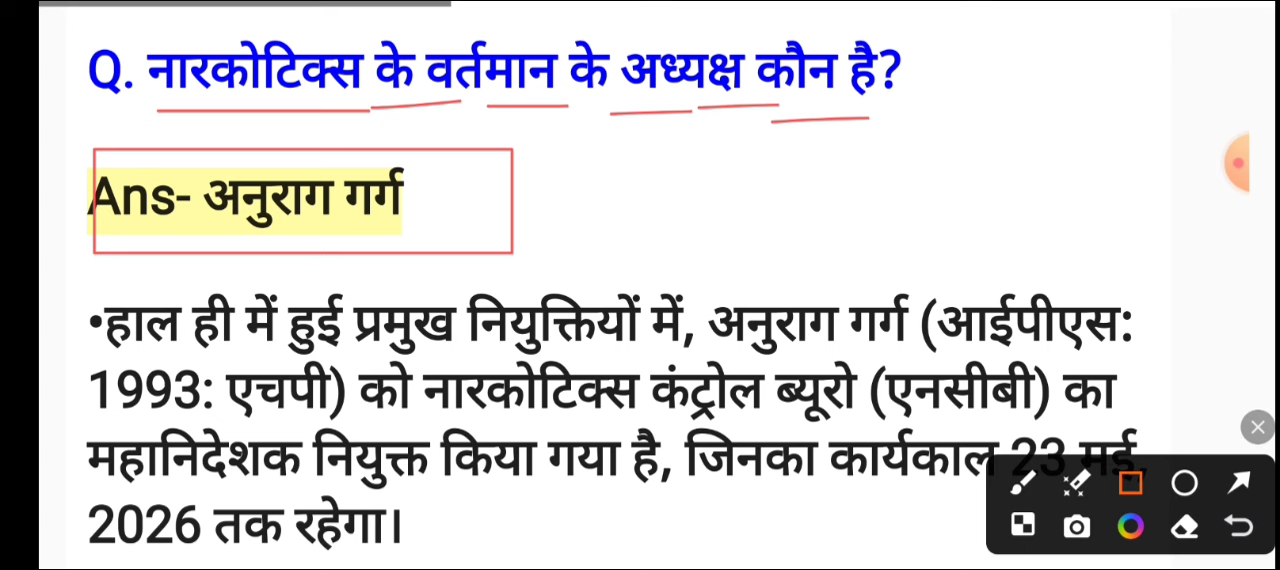 Q. नारकोटिक्स के वर्तमान के अध्यक्ष कौन है?
Ans- अनुराग गर्ग
•हाल ही में हुई प्रमुख नियुक्तियों में, अनुराग गर्ग (आईपीएस:
1993: एचपी) को नारकोटिक्स कंट्रोल ब्यूरो (एनसीबी) का
महानिदेशक नियुक्त किया गया है, जिनका कार्यकाल 23 मई,
2026 तक रहेगा।